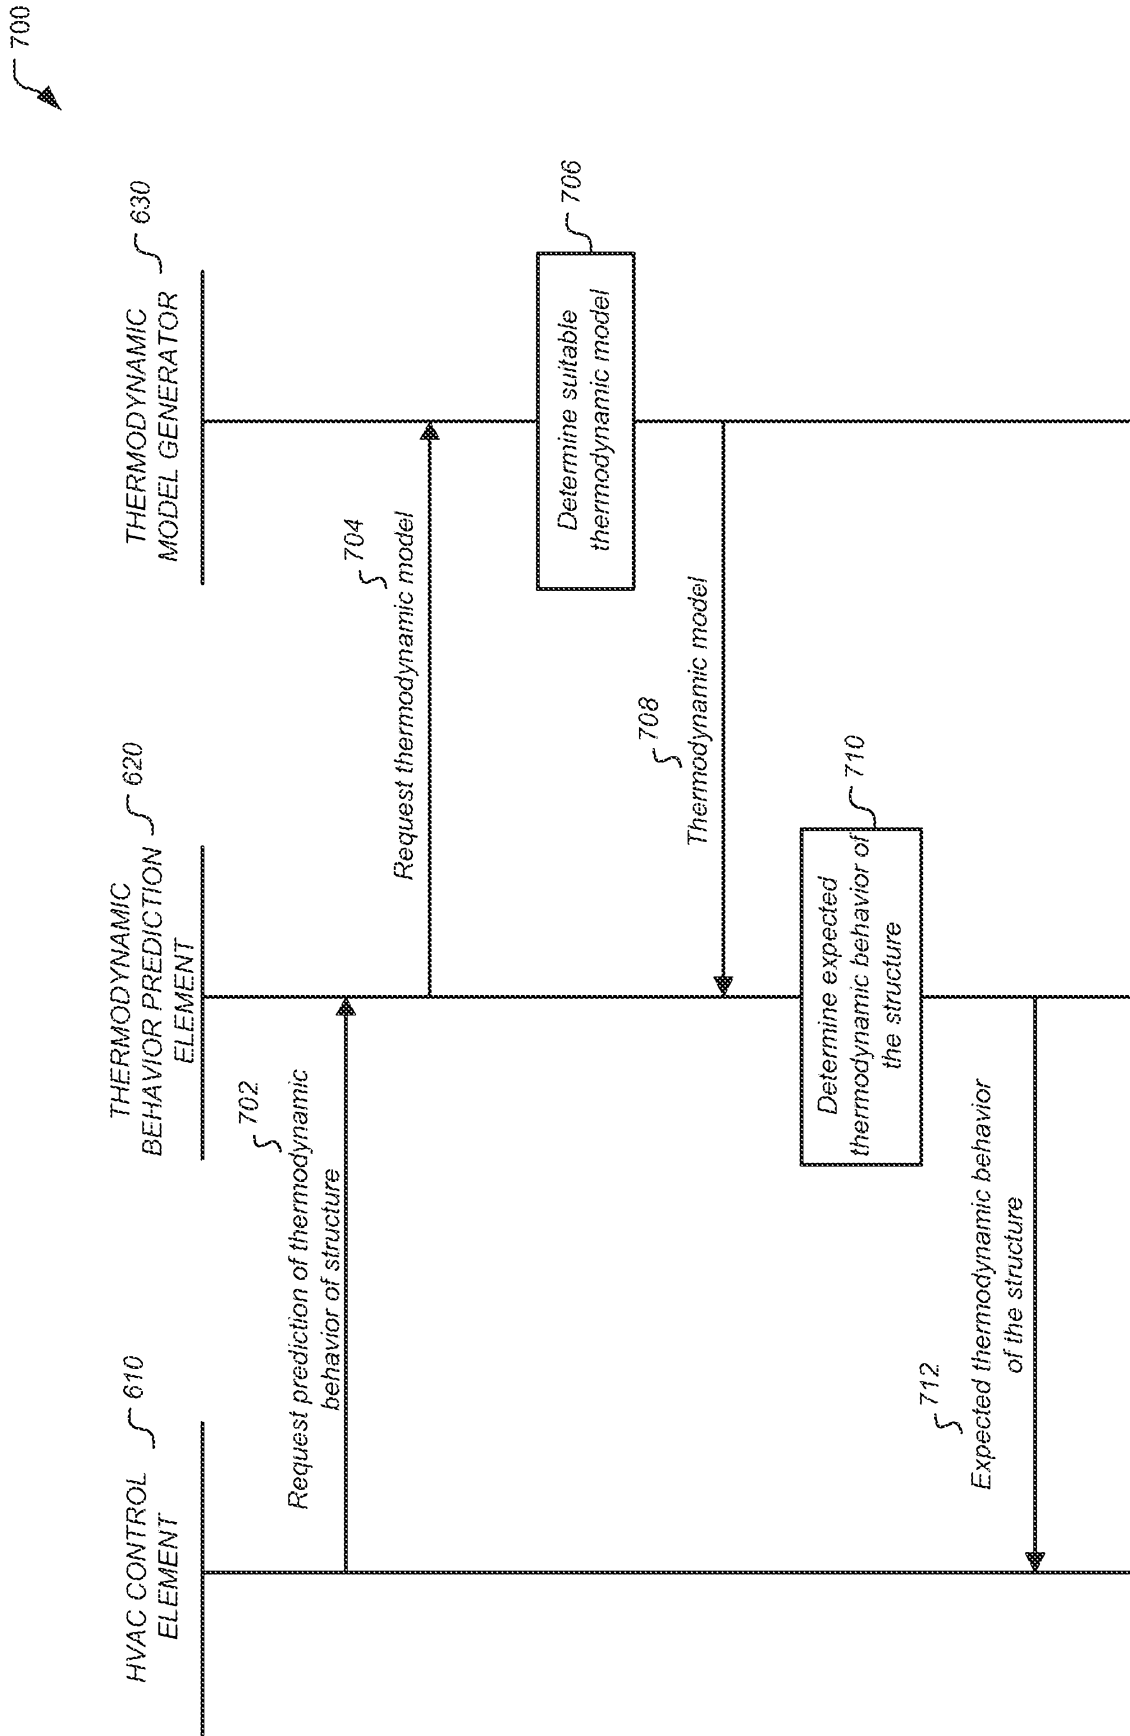 700
HVAC CONTROL
ELEMENT
610
THERMODYNAMIC
BEHAVIOR PREDICTION
ELEMENT
620
THERMODYNAMIC
MODEL GENERATOR
630
702
Request prediction of thermodynamic
behavior of structure
704
Request thermodynamic model
Determine suitable
thermodynamic model
706
708
Thermodynamic model
Determine expected
thermodynamic behavior of
the structure
710
712
Expected thermodynamic behavior
of the structure